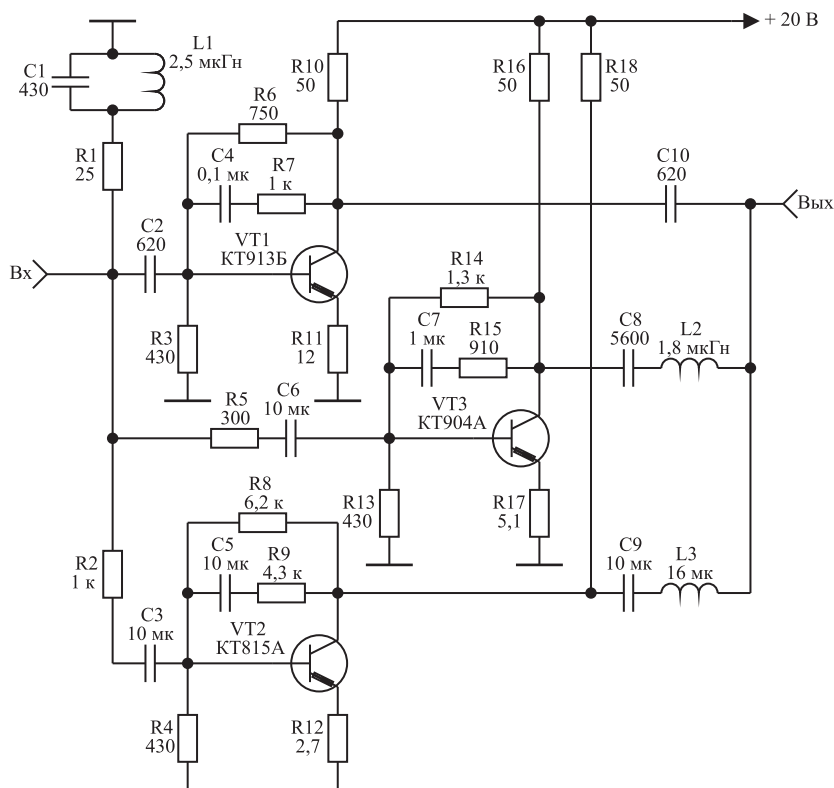 + 20 В
L1
2,5 мкГн
C1
430
R10
50
R16
50
R18
50
R6
750
R1
25
C4
0,1 мк
R7
1 к
C10
620
Вых
C2
620
VT1
КТ913Б
Вх
R14
1,3 к
R3
430
R11
12
C7
1 мк
R15
910
C8
5600
L2
1,8 мкГн
R5
300
C6
10 мк
VT3
КТ904А
R8
6,2 к
R13
430
R17
5,1
R2
1 к
C5
10 мк
R9
4,3 к
C9
10 мк
L3
16 мк
C3
10 мк
VT2
КТ815А
R4
430
R12
2,7